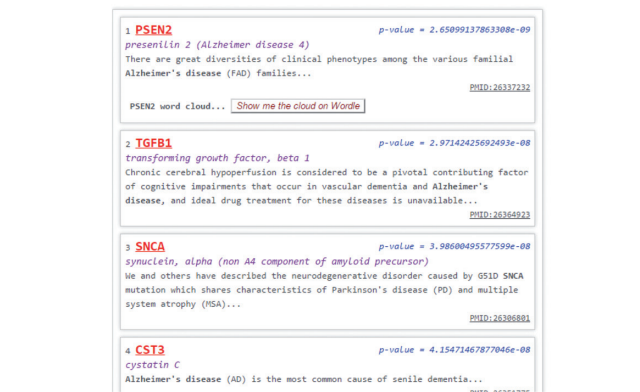 1 PSEN2 p-value = 2.65099137863308e-09
presenilin 2 (Alzheimer disease 4)
There are great diversities of clinical phenotypes among the various familial
Alzheimer's disease (FAD) families...
PMID:26337232
PSEN2 word cloud... Show me the cloud on Wordle
2 TGFB1 p-value = 2.97142425692493e-08
transforming growth factor, beta 1
Chronic cerebral hypoperfusion is considered to be a pivotal contributing factor
of cognitive impairments that occur in vascular dementia and Alzheimer's
disease, and ideal drug treatment for these diseases is unavailable...
PMID:26364923
3 SNCA p-value = 3.98600495577599e-08
synuclein, alpha (non A4 component of amyloid precursor)
We and others have described the neurodegenerative disorder caused by G51D SNCA
mutation which shares characteristics of Parkinson's disease (PD) and multiple
system atrophy (MSA)...
PMID:26306801
4 CST3 p-value = 4.15471467877046e-08
cystatin C
Alzheimer's disease (AD) is the most common cause of senile dementia...